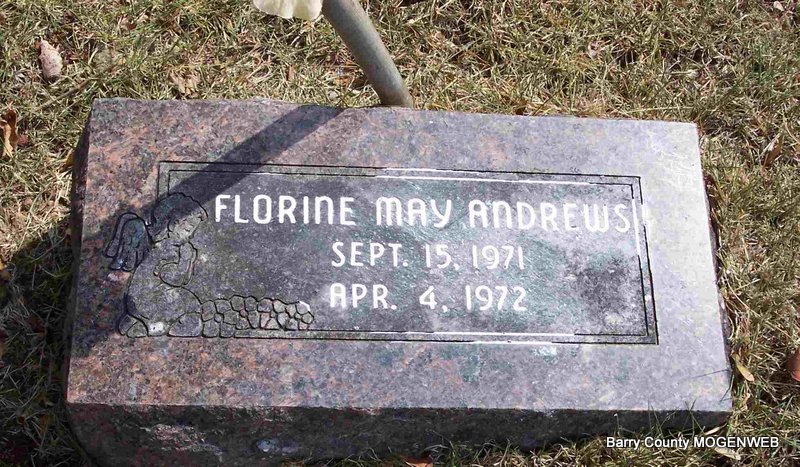 FLORINE MAY ANDREWS
SEPT. 15, 1971
APR. 4, 1972
Barry County MOGENWEB